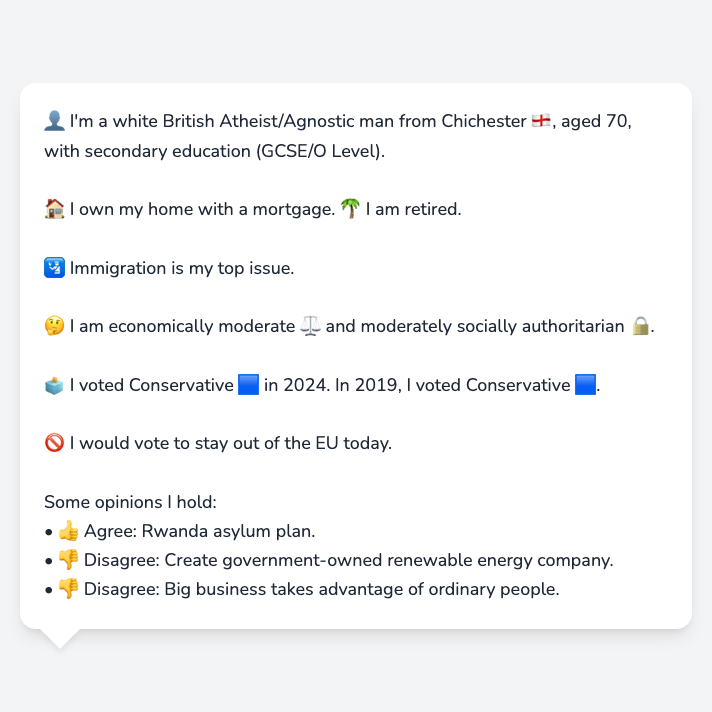 👤 I'm a white British Atheist/Agnostic man from Chichester 🏴󠁧󠁢󠁥󠁮󠁧󠁿, aged 70,
with secondary education (GCSE/O Level).
🏠 I own my home with a mortgage. 🌴 I am retired.
🛂 Immigration is my top issue.
🤔 I am economically moderate ⚖️ and moderately socially authoritarian 🔒.
🗳️ I voted Conservative 🟦 in 2024. In 2019, I voted Conservative 🟦.
🚫 I would vote to stay out of the EU today.
Some opinions I hold:
• 👍 Agree: Rwanda asylum plan.
• 👎 Disagree: Create government-owned renewable energy company.
• 👎 Disagree: Big business takes advantage of ordinary people.